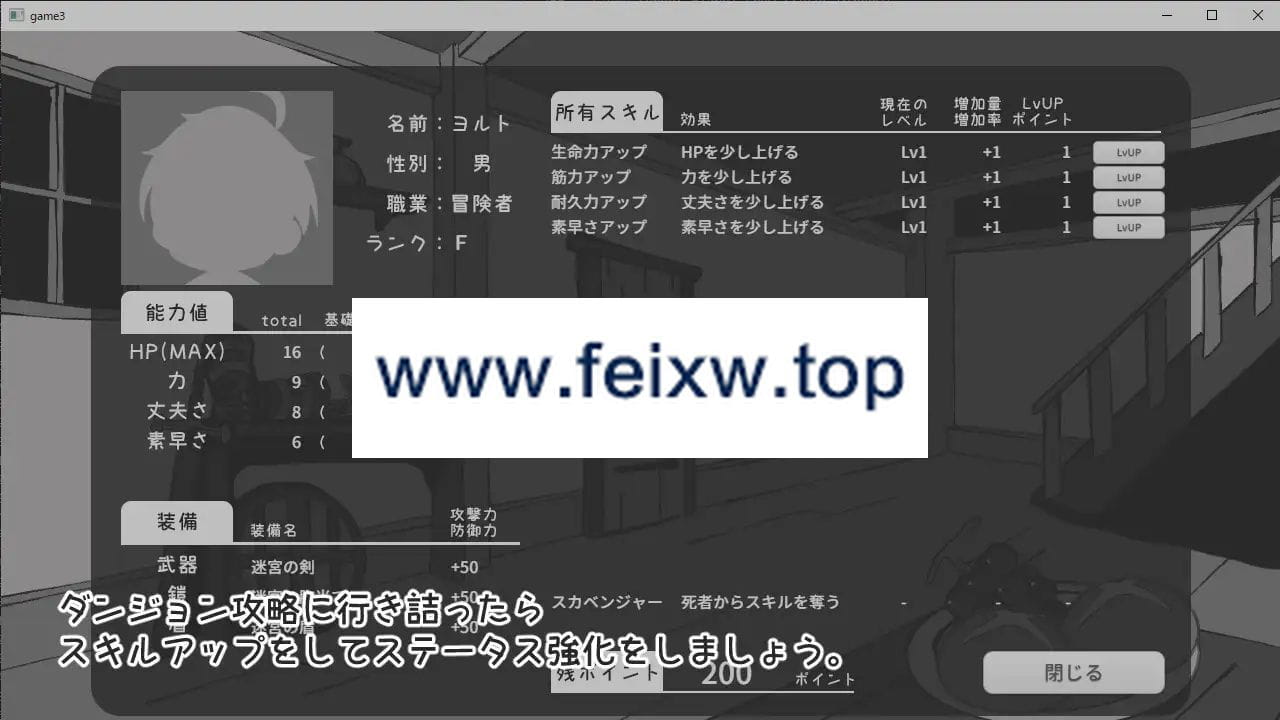 game3
名前：ヨルト
性別： 男
職業：冒険者
ランク：F
所有スキル 効果 現在の レベル 増加量 増加率 LvUP ポイント
生命力アップ HPを少し上げる Lv1 +1 1 LvUP
筋力アップ 力を少し上げる Lv1 +1 1 LvUP
耐久力アップ 丈夫さを少し上げる Lv1 +1 1 LvUP
素早さアップ 素早さを少し上げる Lv1 +1 1 LvUP
能力値 total 基礎
HP(MAX) 16 (
力 9 (
丈夫さ 8 (
素早さ 6 (
www.feixw.top
装備 装備名 攻撃力 防御力
武器 迷宮の剣 +50
鎧 +50
+50
スカベンジャー 死者からスキルを奪う - - -
ダンジョン攻略に行き詰ったら
スキルアップをしてステータス強化をしましょう。
残ポイント 200 ポイント
閉じる